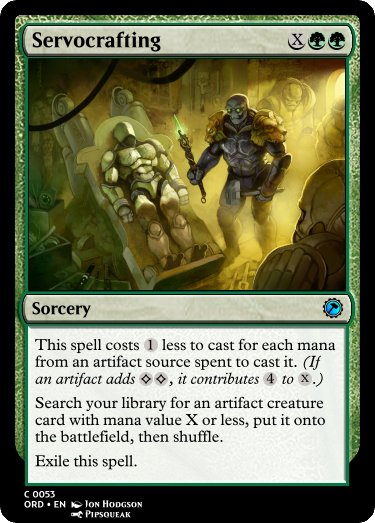 Servocrafting X
Sorcery
This spell costs 1 less to cast for each mana
from an artifact source spent to cast it. (If
an artifact adds ◇◇, it contributes 4 to X.)
Search your library for an artifact creature
card with mana value X or less, put it onto
the battlefield, then shuffle.
Exile this spell.
C 0053
ORD • EN Jon Hodgson
Pipsqueak